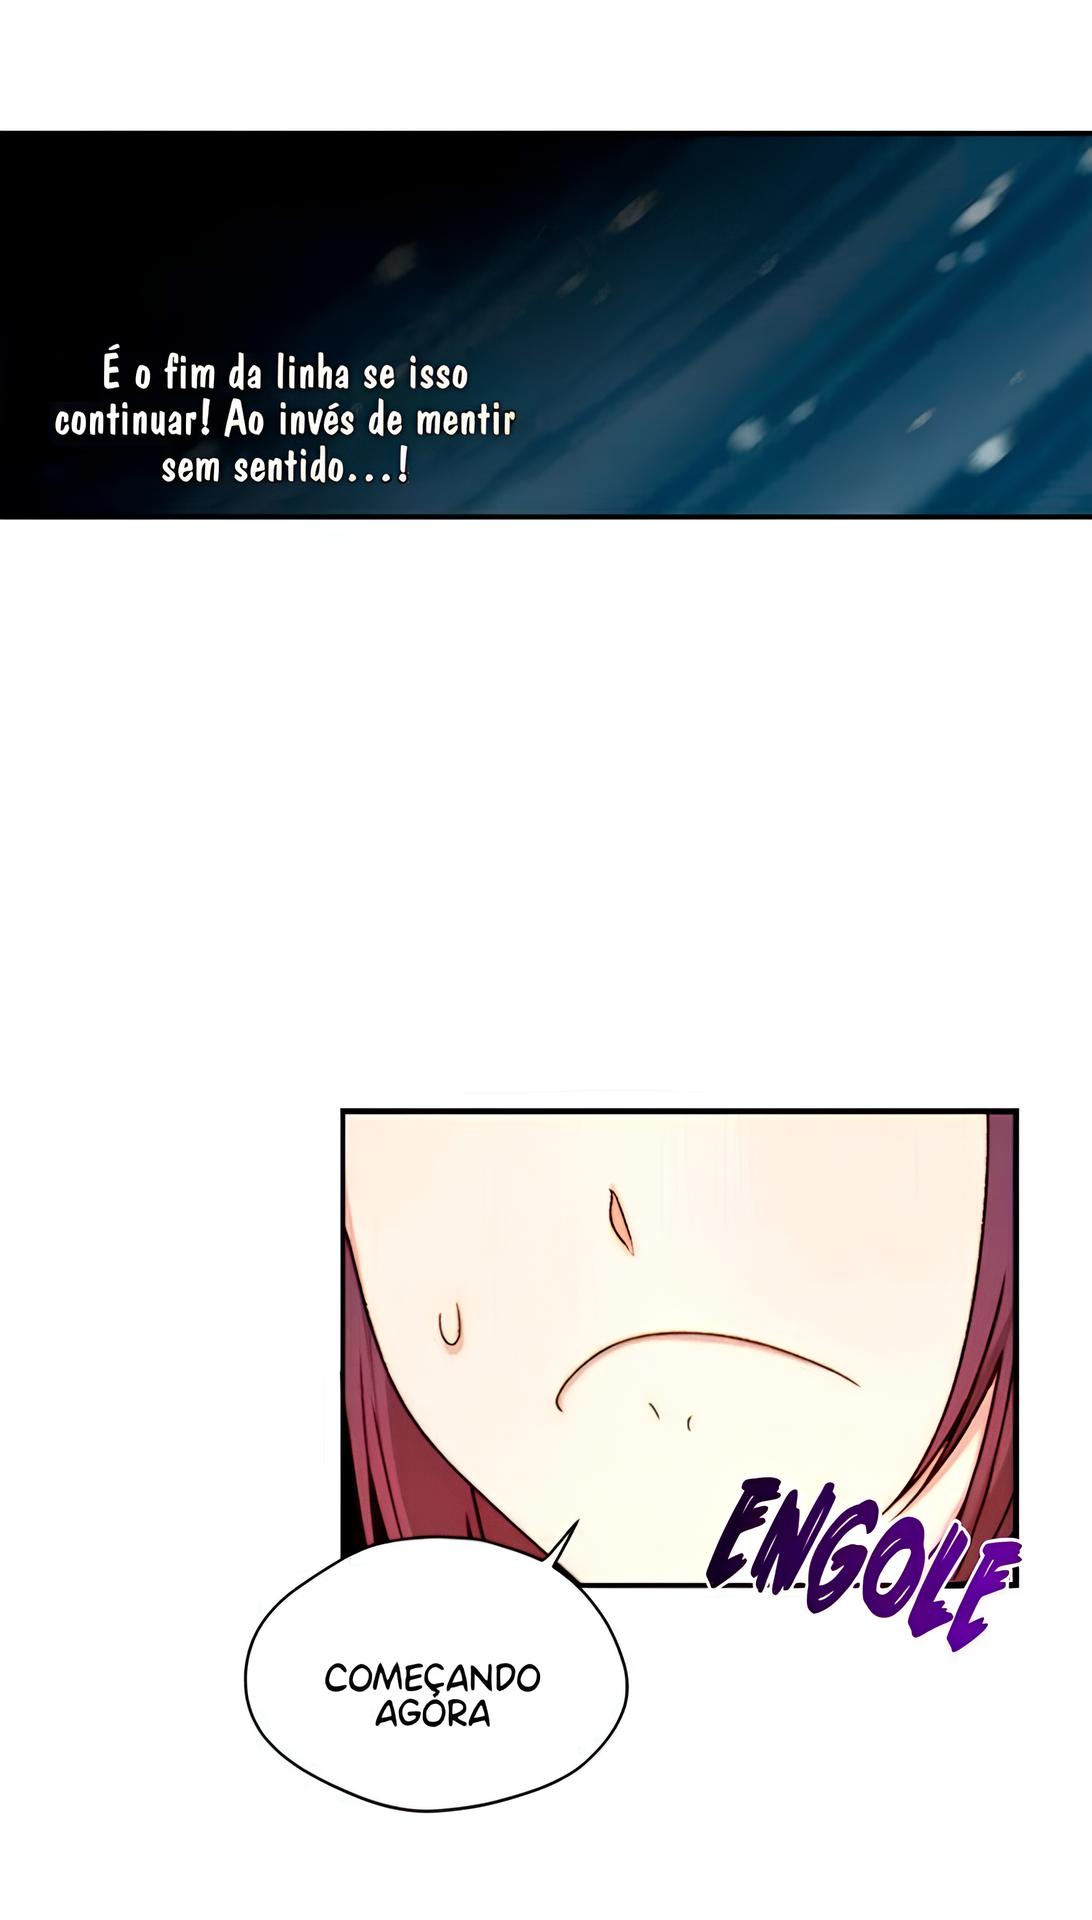 É o fim da linha se isso
continuar! Ao invés de mentir
sem sentido...!
ENGOLE
COMEÇANDO
AGORA